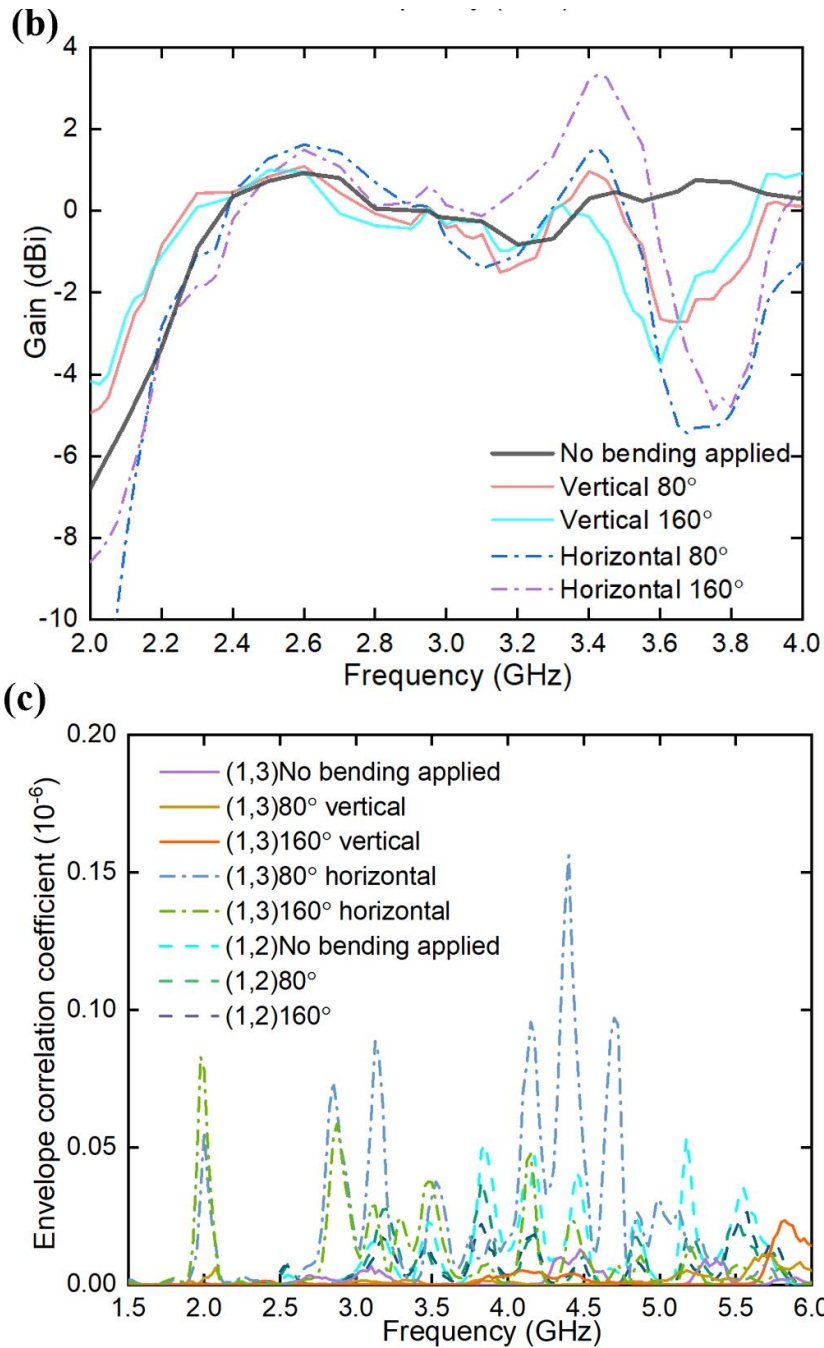 (b)
4
2
0
-2
-4
-6
-8
-10
Gain (dBi)
No bending applied
Vertical 80°
Vertical 160°
Horizontal 80°
Horizontal 160°
2.0 2.2 2.4 2.6 2.8 3.0 3.2 3.4 3.6 3.8 4.0
Frequency (GHz)
(c)
0.20
0.15
0.10
0.05
0.00
Envelope correlation coefficient (10-6)
(1,3)No bending applied
(1,3)80° vertical
(1,3)160° vertical
(1,3)80° horizontal
(1,3)160° horizontal
(1,2)No bending applied
(1,2)80°
(1,2)160°
1.5 2.0 2.5 3.0 3.5 4.0 4.5 5.0 5.5 6.0
Frequency (GHz)